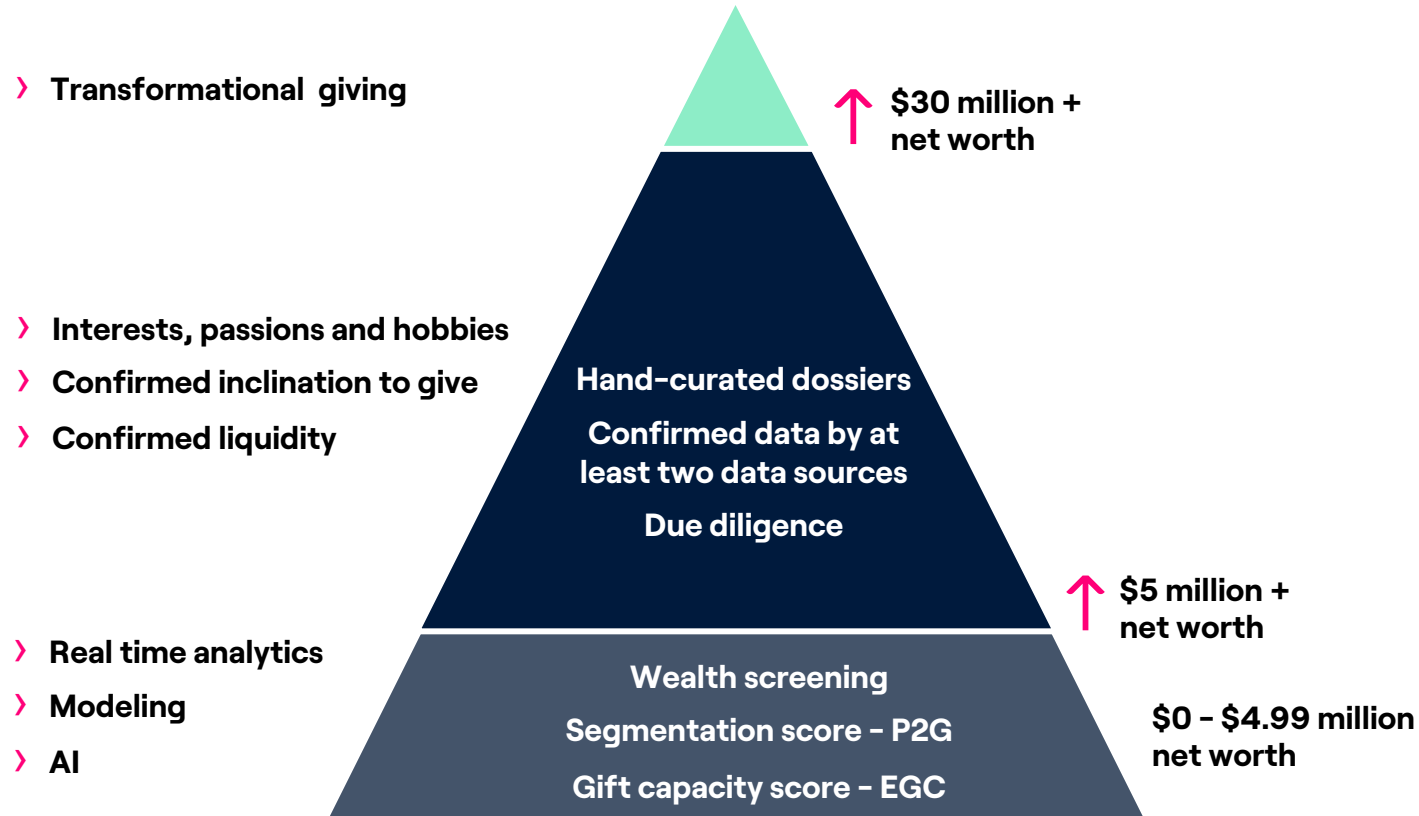 Transformational giving
$30 million +
net worth
Interests, passions and hobbies
Confirmed inclination to give
Confirmed liquidity
Hand-curated dossiers
Confirmed data by at
least two data sources
Due diligence
$5 million +
net worth
Real time analytics
Modeling
AI
Wealth screening
Segmentation score - P2G
Gift capacity score - EGC
$0 - $4.99 million
net worth